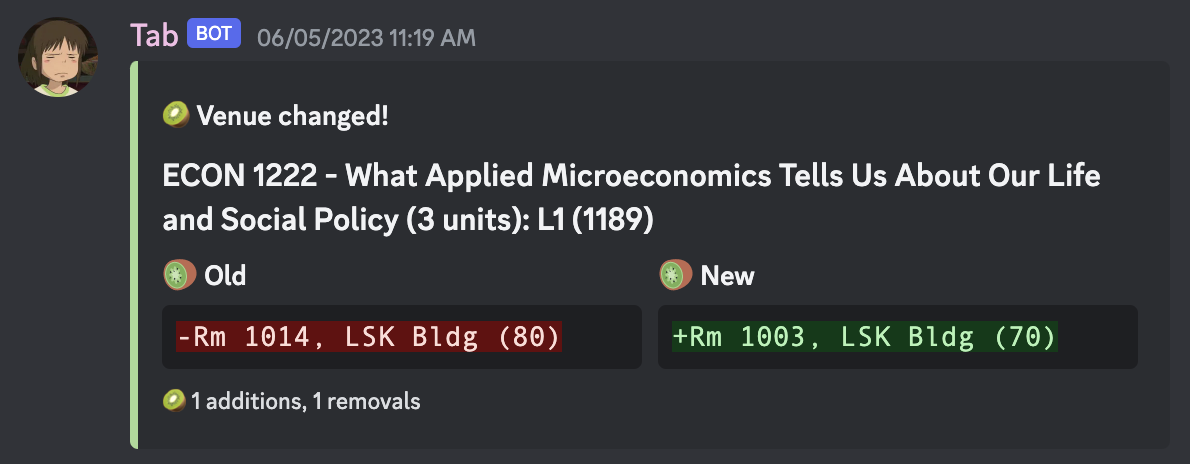 Tab BOT 06/05/2023 11:19 AM
Venue changed!
ECON 1222 - What Applied Microeconomics Tells Us About Our Life
and Social Policy (3 units): L1 (1189)
Old New
-Rm 1014, LSK Bldg (80) +Rm 1003, LSK Bldg (70)
1 additions, 1 removals